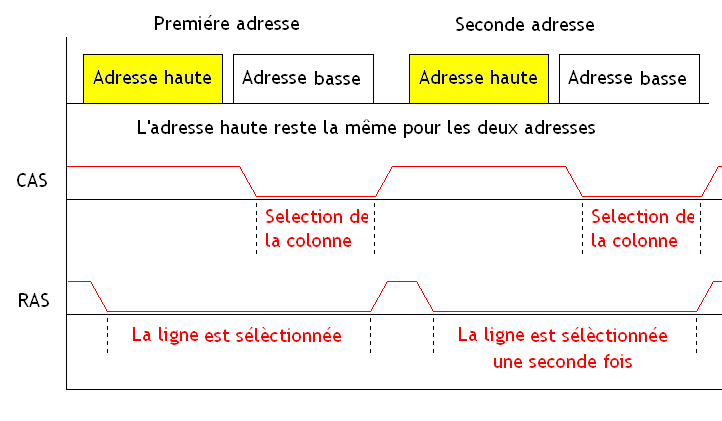 Premiére adresse
Seconde adresse
Adresse haute
Adresse basse
Adresse haute
Adresse basse
L'adresse haute reste la même pour les deux adresses
CAS
Selection de
la colonne
Selection de
la colonne
RAS
La ligne est sélèctionnée
La ligne est sélèctionnée
une seconde fois